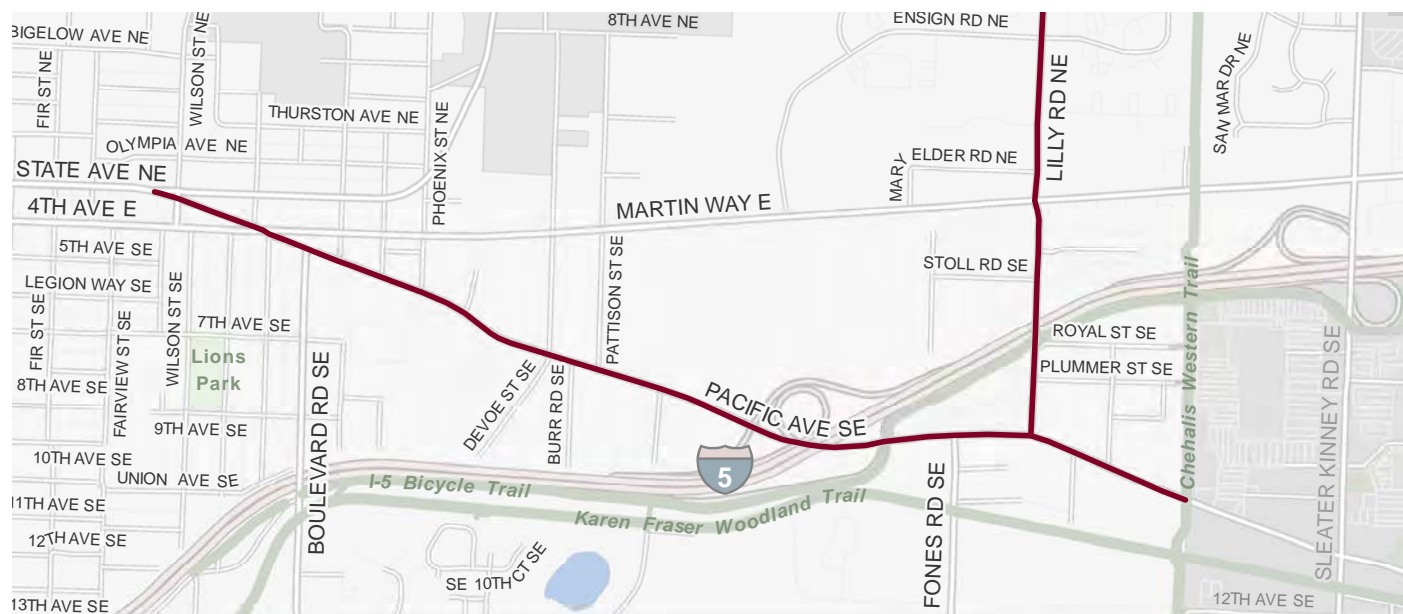 8TH AVE NE
ENSIGN RD NE
BIGELOW AVE NE
WILSON ST NE
FIR ST NE
THURSTON AVE NE
PHOENIX ST NE
LILLY RD NE
SAN MAR DR NE
OLYMPIA AVE NE
ELDER RD NE
MARY
STATE AVE NE
4TH AVE E
MARTIN WAY E
5TH AVE SE
STOLL RD SE
LEGION WAY SE
PATTISON ST SE
Chehalis Western Trail
FIR ST SE
FAIRVIEW ST SE
WILSON ST SE
7TH AVE SE
ROYAL ST SE
Lions
Park
BOULEVARD RD SE
PLUMMER ST SE
8TH AVE SE
DEVOE ST SE
BURR RD SE
PACIFIC AVE SE
SLEATER KINNEY RD SE
9TH AVE SE
10TH AVE SE
UNION AVE SE
5
I-5 Bicycle Trail
Karen Fraser Woodland Trail
FONES RD SE
11TH AVE SE
12TH AVE SE
SE 10TH CT SE
13TH AVE SE
12TH AVE SE